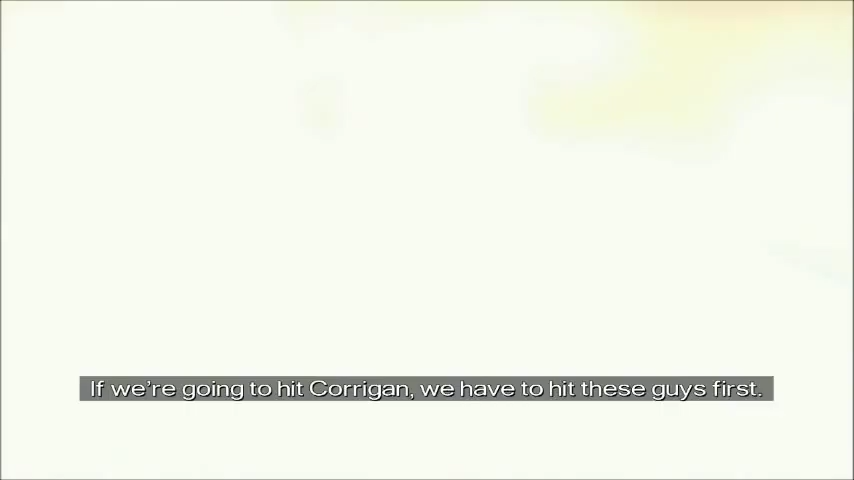 If we're going to hit Corrigan, we have to hit these guys first.